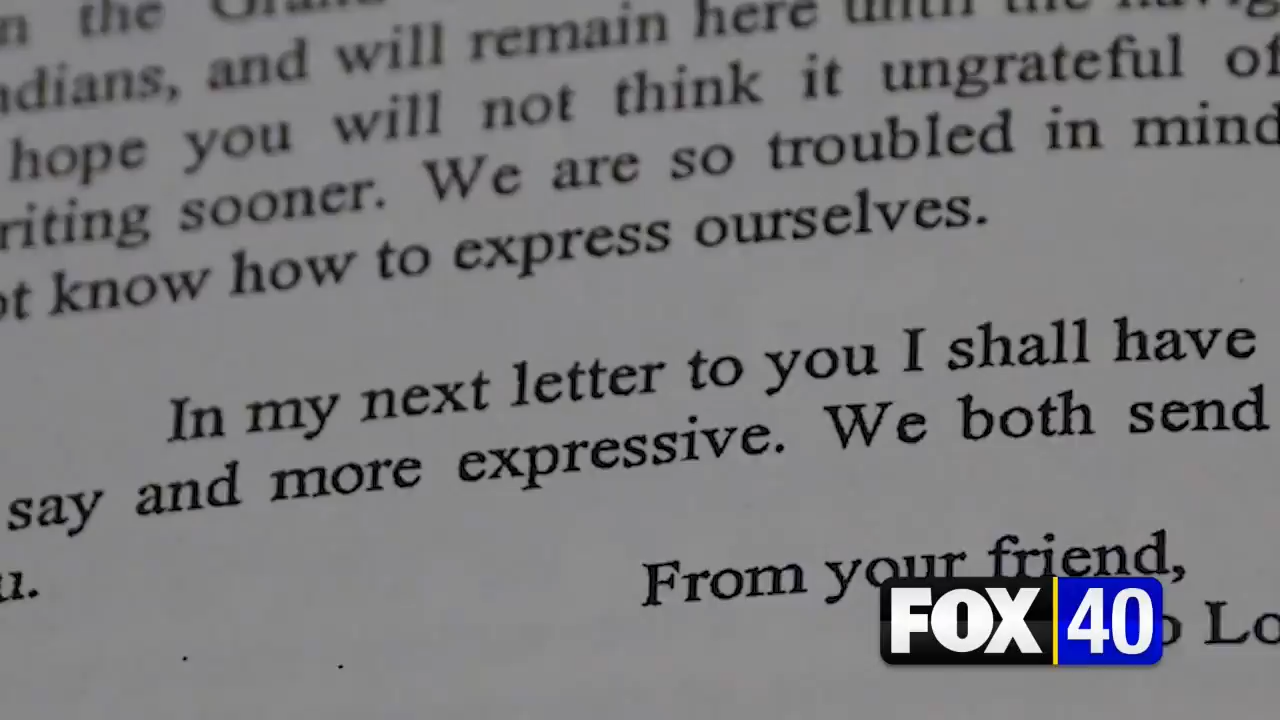 n the Grand
ndians, and will remain here until the navig
hope you will not think it ungrateful of
riting sooner. We are so troubled in mind
ot know how to express ourselves.
In my next letter to you I shall have
say and more expressive. We both send
u.
From your friend,
o Lo
FOX 40